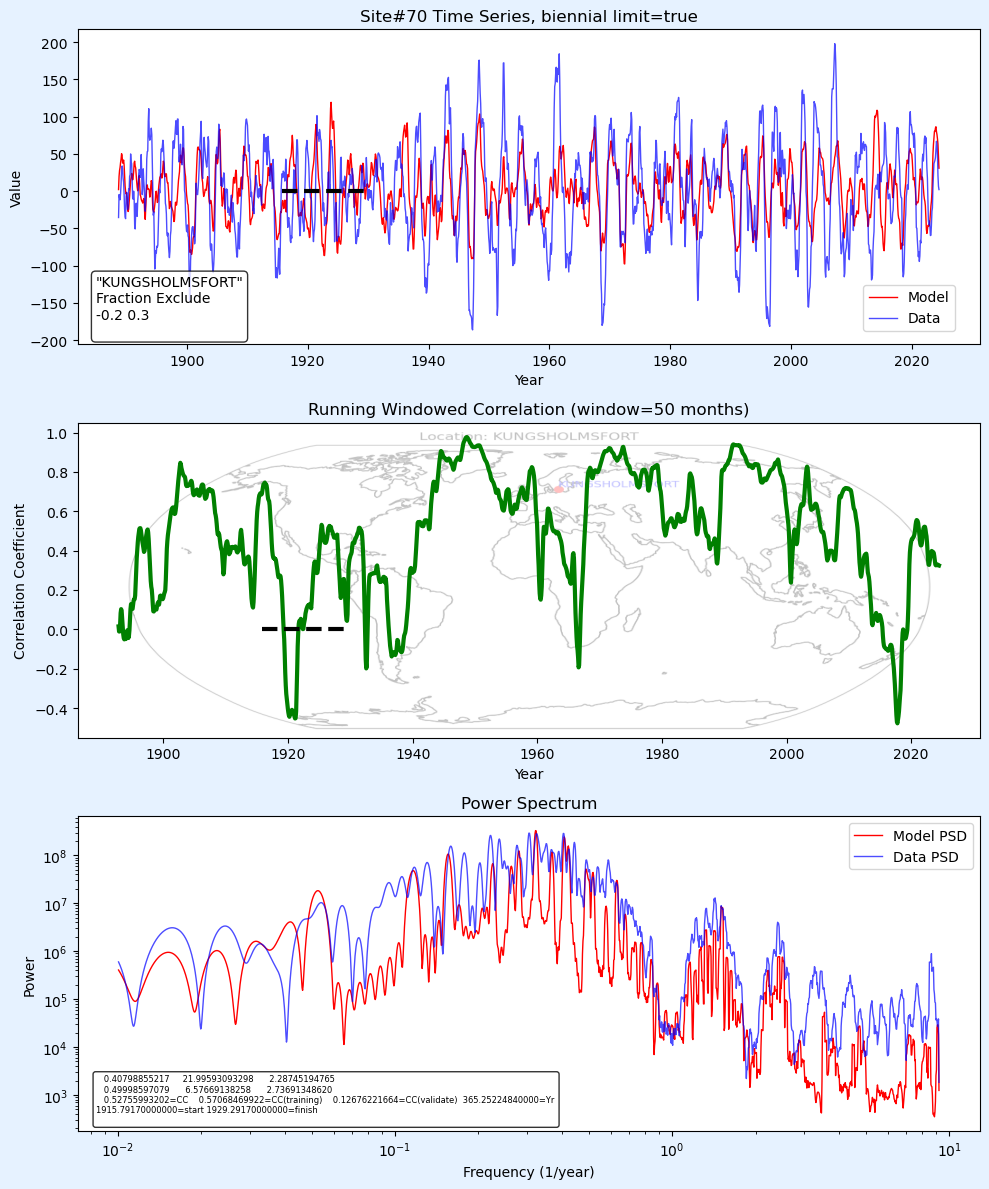 Site#70 Time Series, biennial limit=true
200
150
100
50
0
−50
−100
−150
−200
Value
"KUNGSHOLMSFORT"
Fraction Exclude
-0.2 0.3
Model
Data
1900 1920 1940 1960 1980 2000 2020
Year
Running Windowed Correlation (window=50 months)
Location: KUNGSHOLMSFORT
KUNGSHOLMSFORT
1.0
0.8
0.6
0.4
0.2
0.0
−0.2
−0.4
Correlation Coefficient
1900 1920 1940 1960 1980 2000 2020
Year
Power Spectrum
Model PSD
Data PSD
10⁸
10⁷
10⁶
10⁵
10⁴
10³
Power
0.40798855217 21.99593093298 2.28745194765
0.49998597079 6.57669138258 2.73691348620
0.52755993202=CC 0.57068469922=CC(training) 0.12676221664=CC(validate) 365.25224840000=Yr
1915.79170000000=start 1929.29170000000=finish
10⁻² 10⁻¹ 10⁰ 10¹
Frequency (1/year)